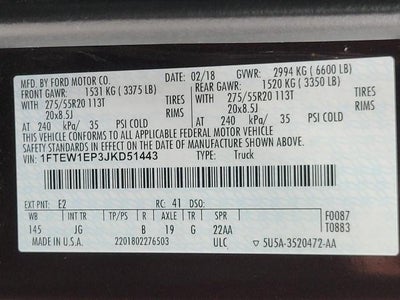 MFD. BY FORD MOTOR CO. DATE: 02/18 GVWR: 2994 KG (6600 LB)
FRONT GAWR: 1531 KG (3375 LB) REAR GAWR: 1520 KG (3350 LB)
275/55R20 113T TIRES 275/55R20 113T TIRES
20x8.5J RIMS 20x8.5J RIMS
AT 240 kPa/ 35 PSI COLD AT 240 kPa/ 35 PSI COLD
THIS VEHICLE CONFORMS TO ALL APPLICABLE FEDERAL MOTOR VEHICLE
SAFETY STANDARDS IN EFFECT ON THE DATE OF MANUFACTURE SHOWN ABOVE.
VIN: 1FTEW1EP3JKD51443 TYPE: Truck
EXT PNT: E2 RC: 41 DSO: F0087
WB INT TR R AXLE TR SPR T0883
145 JG B 19 G 22AA
MADE IN U.S.A. 2201802276503 ULC 5U5A-3520472-AA